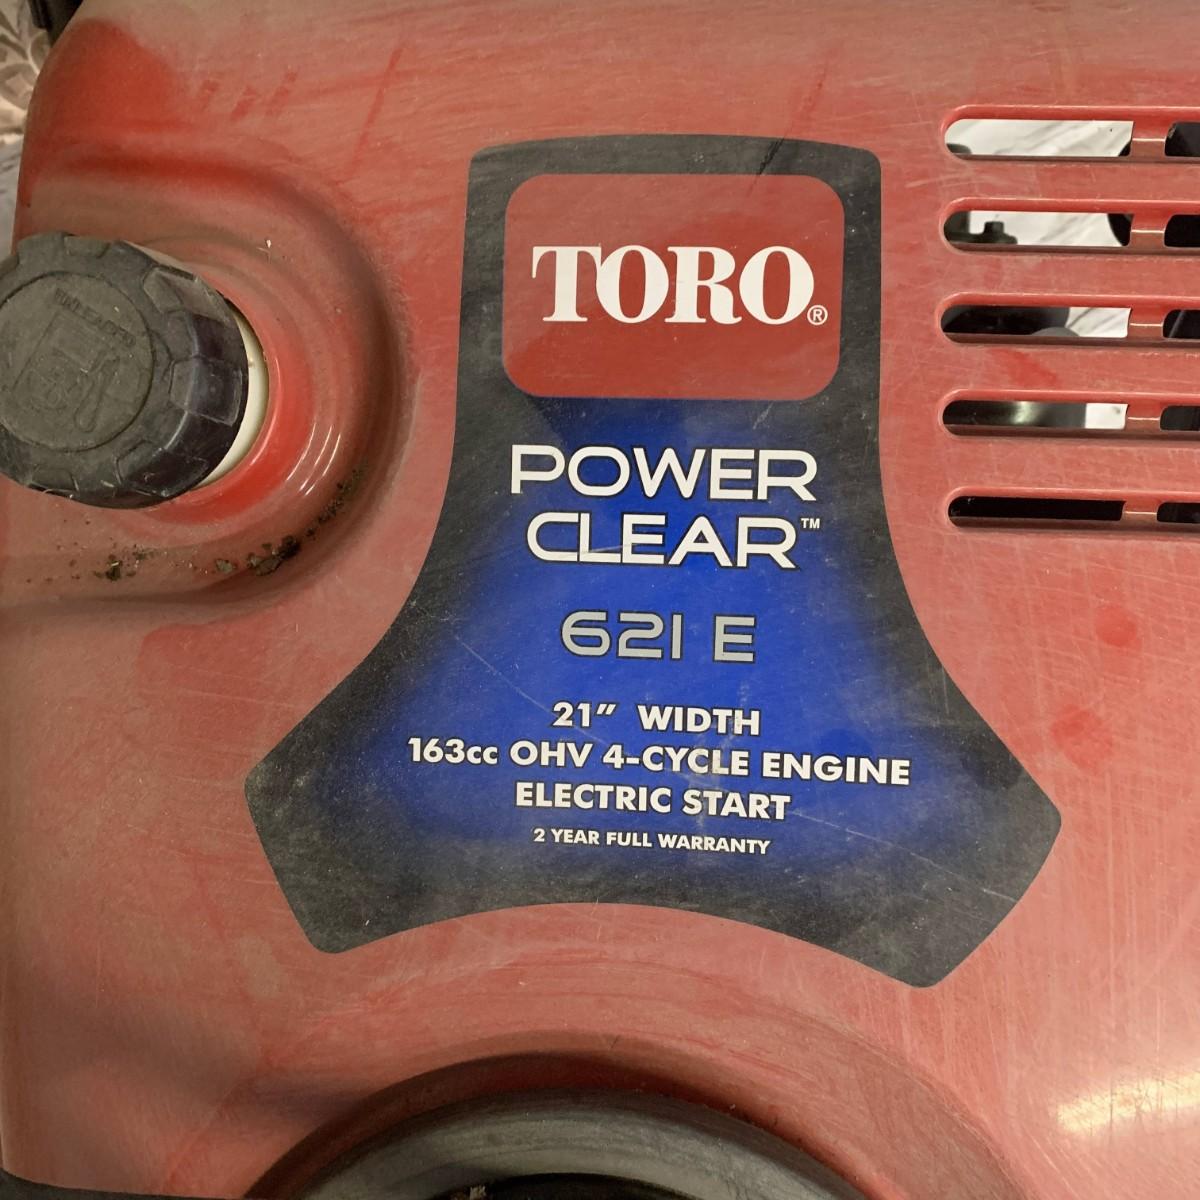 TORO®
POWER
CLEAR™
621 E
21″ WIDTH
163cc OHV 4-CYCLE ENGINE
ELECTRIC START
2 YEAR FULL WARRANTY